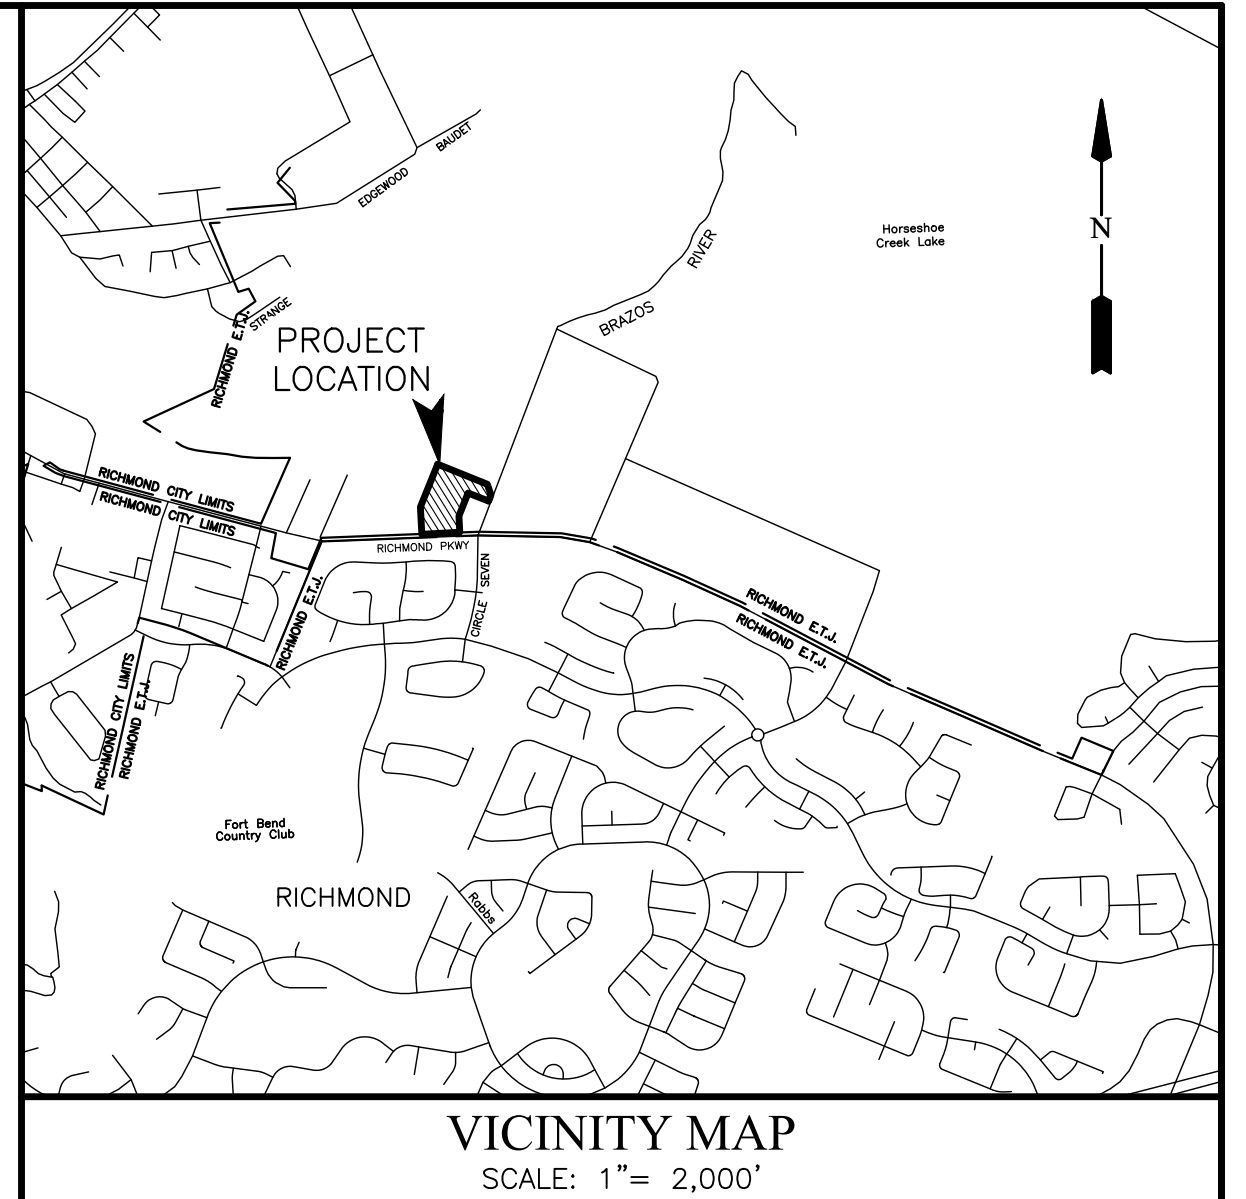 BAUDET
EDGEWOOD
RIVER
BRAZOS
Horseshoe
Creek Lake
N
STRANGE
RICHMOND E.T.J.
PROJECT
LOCATION
RICHMOND CITY LIMITS
RICHMOND CITY LIMITS
RICHMOND PKWY
CIRCLE SEVEN
RICHMOND E.T.J.
RICHMOND E.T.J.
RICHMOND E.T.J.
RICHMOND CITY LIMITS
RICHMOND E.T.J.
Fort Bend
Country Club
RICHMOND
Rabbs
VICINITY MAP
SCALE: 1"= 2,000'